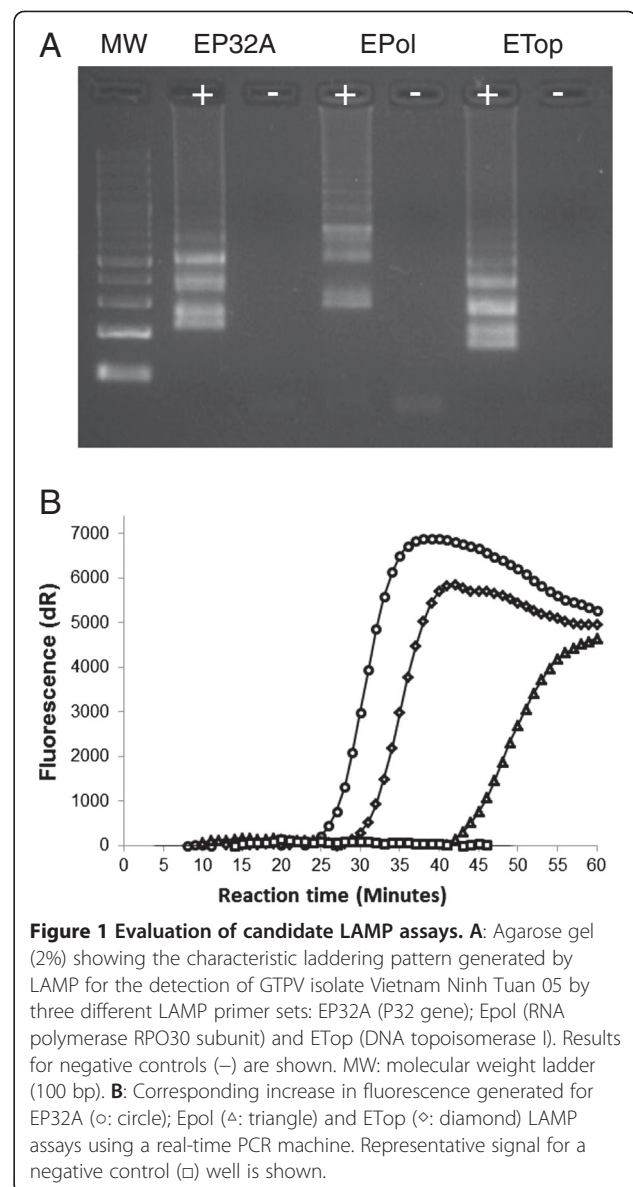 A
MW EP32A EPol ETop
+ - + - + -
B
7000
6000
5000
4000
3000
2000
1000
0
Fluorescence (dR)
0 5 10 15 20 25 30 35 40 45 50 55 60
Reaction time (Minutes)
Figure 1 Evaluation of candidate LAMP assays. A: Agarose gel
(2%) showing the characteristic laddering pattern generated by
LAMP for the detection of GTPV isolate Vietnam Ninh Tuan 05 by
three different LAMP primer sets: EP32A (P32 gene); Epol (RNA
polymerase RPO30 subunit) and ETop (DNA topoisomerase I). Results
for negative controls (−) are shown. MW: molecular weight ladder
(100 bp). B: Corresponding increase in fluorescence generated for
EP32A (○: circle); Epol (△: triangle) and ETop (◇: diamond) LAMP
assays using a real-time PCR machine. Representative signal for a
negative control (□) well is shown.